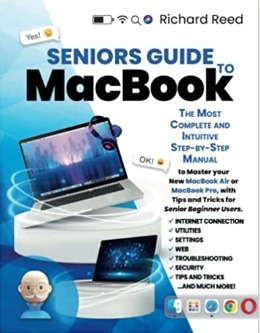 Richard Reed
Yes!
SENIORS GUIDE
TO
MacBook
THE MOST
COMPLETE AND
INTUITIVE
STEP-BY-STEP
MANUAL
OK!
to Master your
New MacBook Air or
MacBook Pro, with
Tips and Tricks for
Senior Beginner Users.
✓ INTERNET CONNECTION
✓ UTILITIES
✓ SETTINGS
✓ WEB
✓ TROUBLESHOOTING
✓ SECURITY
✓ TIPS AND TRICKS
...AND MUCH MORE!